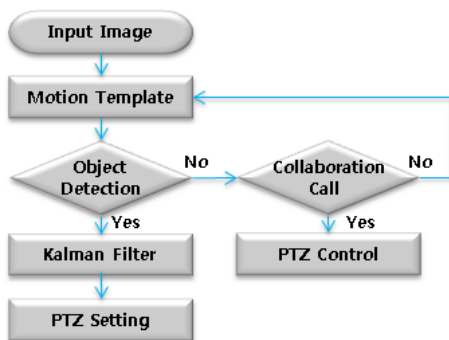 Input Image
Motion Template
Object
Detection
No
Collaboration
Call
No
Yes
Yes
Kalman Filter
PTZ Control
PTZ Setting